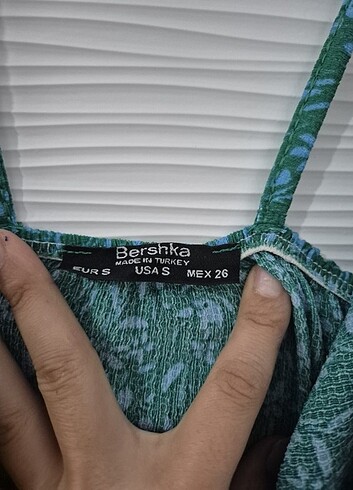 Bershka
MADE IN TURKEY
EUR S USA S MEX 26